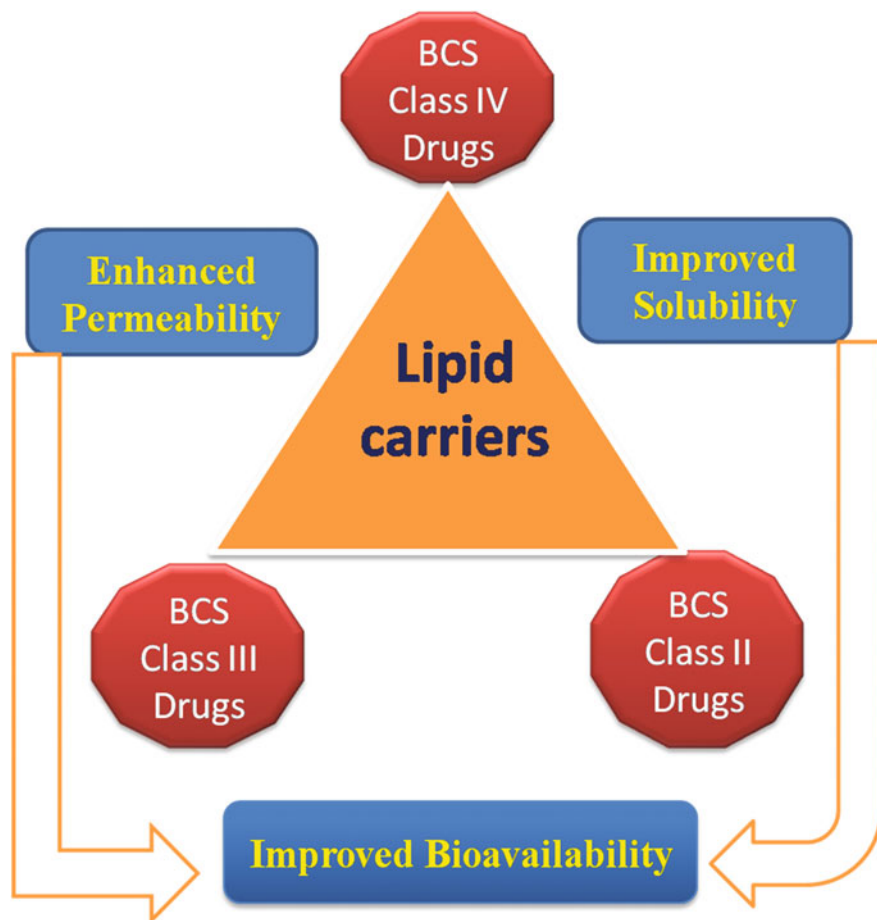 BCS
Class IV
Drugs
Enhanced
Permeability
Improved
Solubility
Lipid
carriers
BCS
Class III
Drugs
BCS
Class II
Drugs
Improved Bioavailability